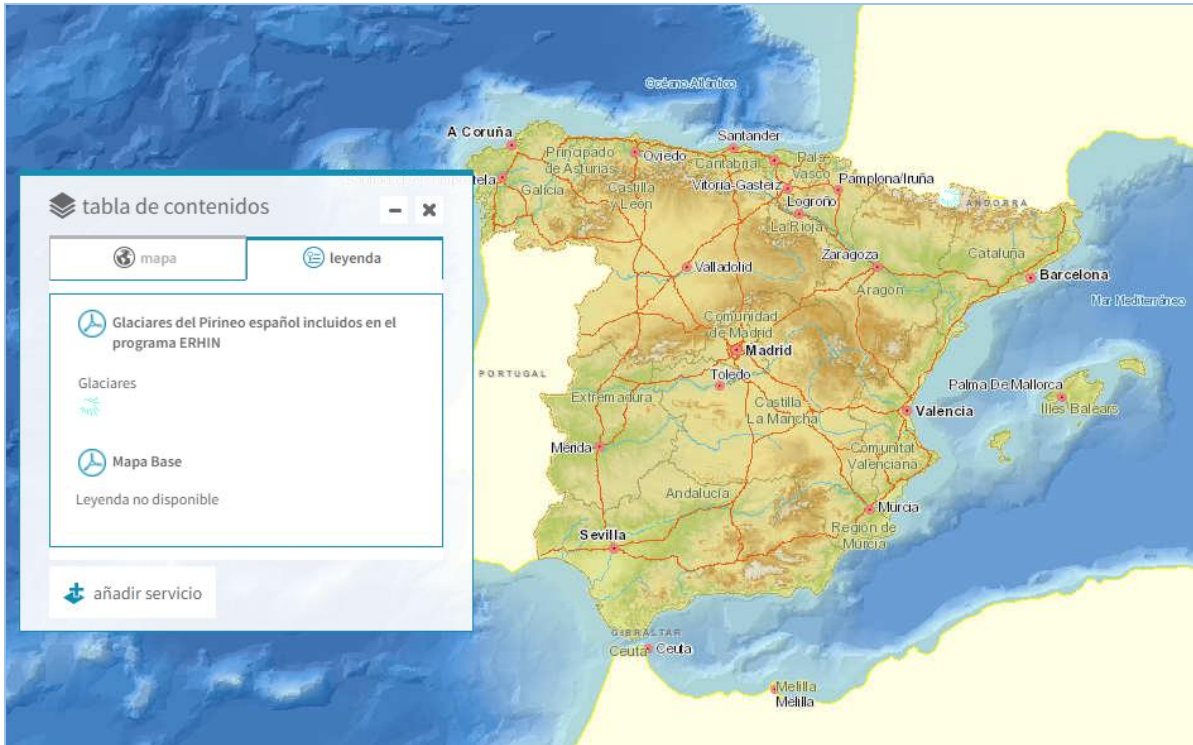 Océano Atlántico
A Coruña
Santander
Principado
de Asturias
Oviedo
Cantabria
País
Vasco
Galicia
Castilla
y León
Vitoria-Gasteiz
Pamplona/Iruña
Logroño
La Rioja
ANDORRA
Cataluña
Valladolid
Zaragoza
Aragon
Barcelona
Mar Mediterráneo
Comunidad
de Madrid
Madrid
PORTUGAL
Toledo
Extremadura
Castilla
La Mancha
Palma De Mallorca
Illes Balears
Valencia
Mérida
Comunitat
Valenciana
Andalucía
Murcia
Región de
Murcia
Sevilla
GIBRALTAR
Ceuta
Ceuta
Melilla
Melilla
tabla de contenidos
mapa
leyenda
Glaciares del Pirineo español incluidos en el
programa ERHIN
Glaciares
Mapa Base
Leyenda no disponible
añadir servicio